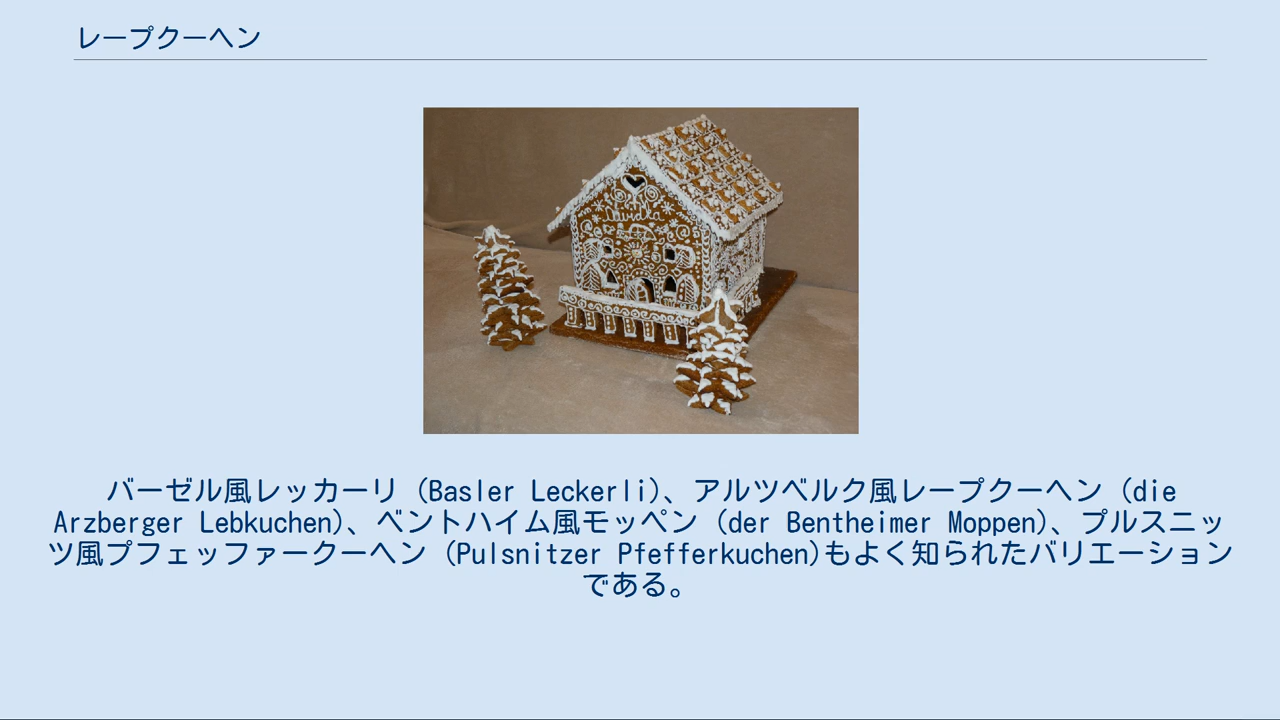 レープクーヘン
バーゼル風レッカーリ (Basler Leckerli)、アルツベルク風レープクーヘン (die
Arzberger Lebkuchen)、ベントハイム風モッペン (der Bentheimer Moppen)、プルスニッ
ツ風プフェッファークーヘン (Pulsnitzer Pfefferkuchen)もよく知られたバリエーション
である。